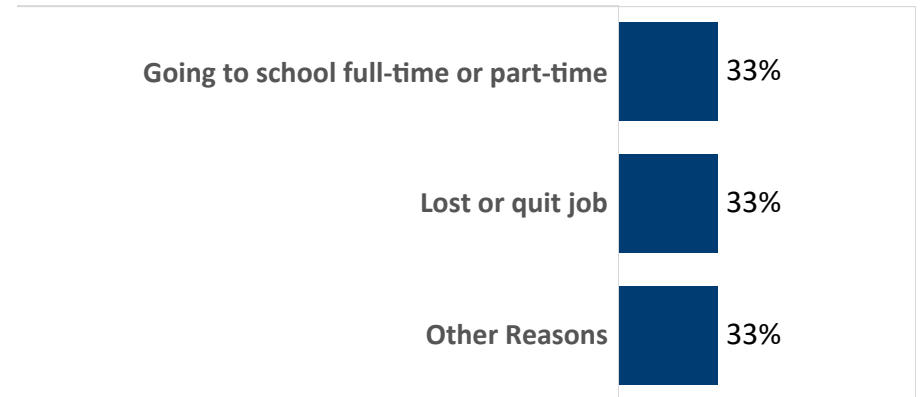 Going to school full-time or part-time 33%
Lost or quit job 33%
Other Reasons 33%